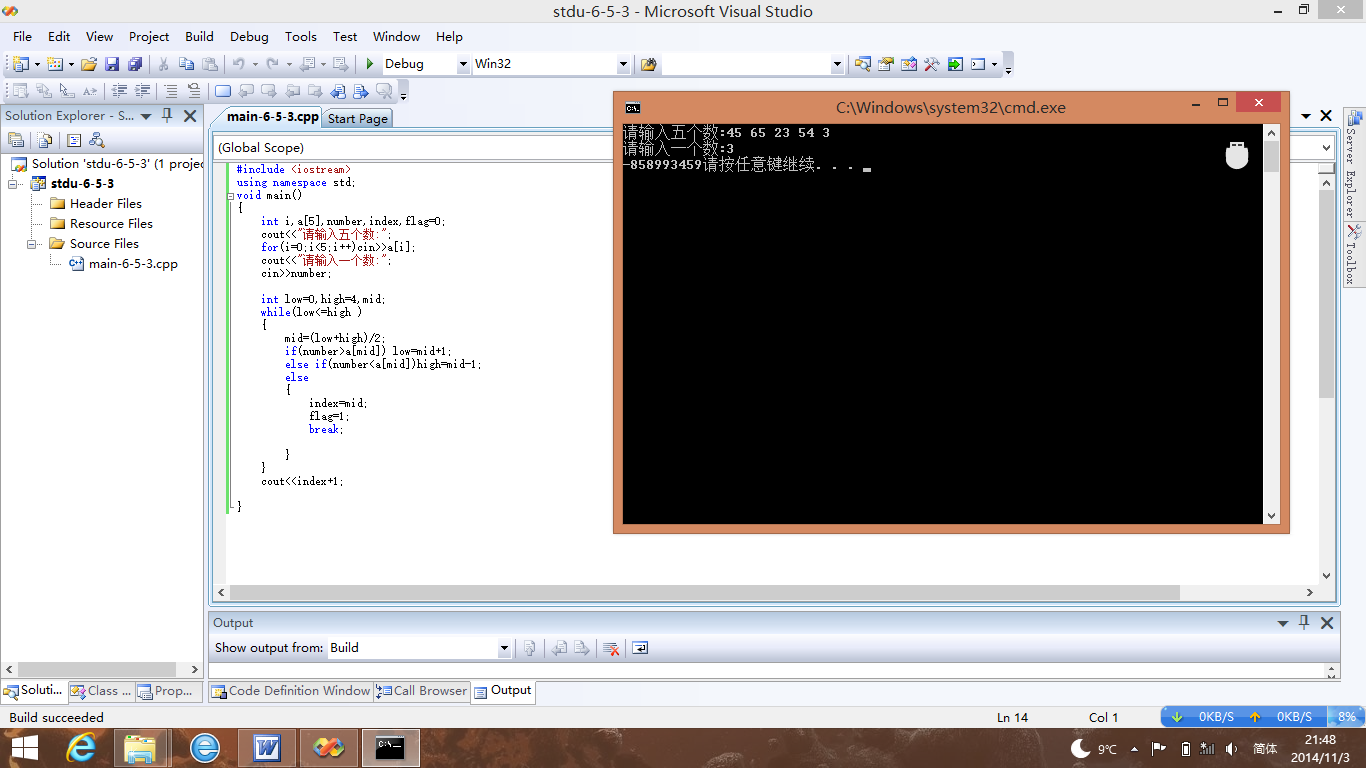 stdu-6-5-3 - Microsoft Visual Studio
File Edit View Project Build Debug Tools Test Window Help
Debug Win32
Solution Explorer - S...
Solution 'stdu-6-5-3' (1 projec
stdu-6-5-3
Header Files
Resource Files
Source Files
main-6-5-3.cpp
main-6-5-3.cpp Start Page
(Global Scope)
#include <iostream>
using namespace std;
void main()
{
    int i,a[5],number,index,flag=0;
    cout<<"请输入五个数:";
    for(i=0;i<5;i++)cin>>a[i];
    cout<<"请输入一个数:";
    cin>>number;
    int low=0,high=4,mid;
    while(low<=high )
    {
        mid=(low+high)/2;
        if(number>a[mid]) low=mid+1;
        else if(number<a[mid])high=mid-1;
        else
        {
            index=mid;
            flag=1;
            break;
        }
    }
    cout<<index+1;
}
C:\Windows\system32\cmd.exe
请输入五个数:45 65 23 54 3
请输入一个数:3
-858993459请按任意键继续. . .
Server Explorer
Toolbox
Output
Show output from: Build
Soluti... Class ... Prop...
Code Definition Window Call Browser Output
Build succeeded
Ln 14 Col 1
0KB/S 0KB/S 8%
9℃ 简体
21:48
2014/11/3